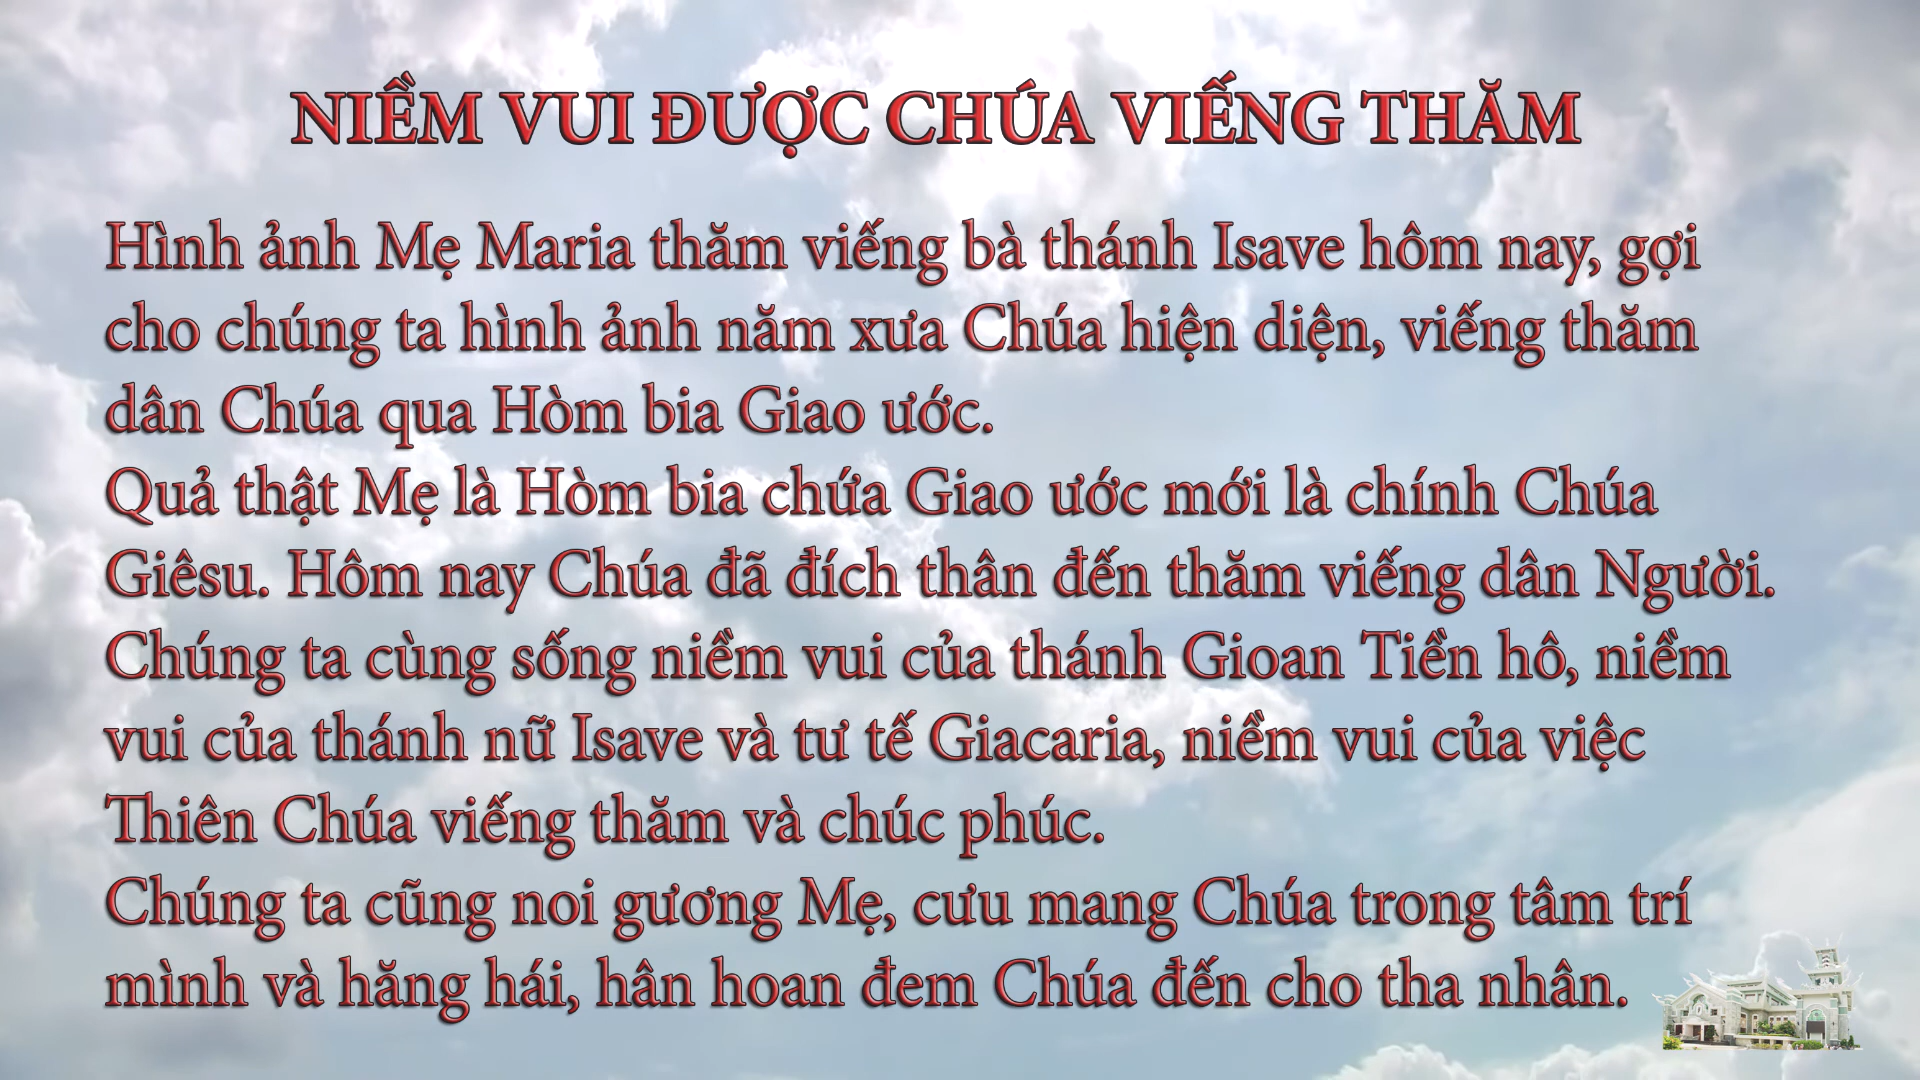 NIỀM VUI ĐƯỢC CHÚA VIẾNG THĂM
Hình ảnh Mẹ Maria thăm viếng bà thánh Isave hôm nay, gợi
cho chúng ta hình ảnh năm xưa Chúa hiện diện, viếng thăm
dân Chúa qua Hòm bia Giao ước.
Quả thật Mẹ là Hòm bia chứa Giao ước mới là chính Chúa
Giêsu. Hôm nay Chúa đã đích thân đến thăm viếng dân Người.
Chúng ta cùng sống niềm vui của thánh Gioan Tiền hô, niềm
vui của thánh nữ Isave và tư tế Giacaria, niềm vui của việc
Thiên Chúa viếng thăm và chúc phúc.
Chúng ta cũng noi gương Mẹ, cưu mang Chúa trong tâm trí
mình và hăng hái, hân hoan đem Chúa đến cho tha nhân.